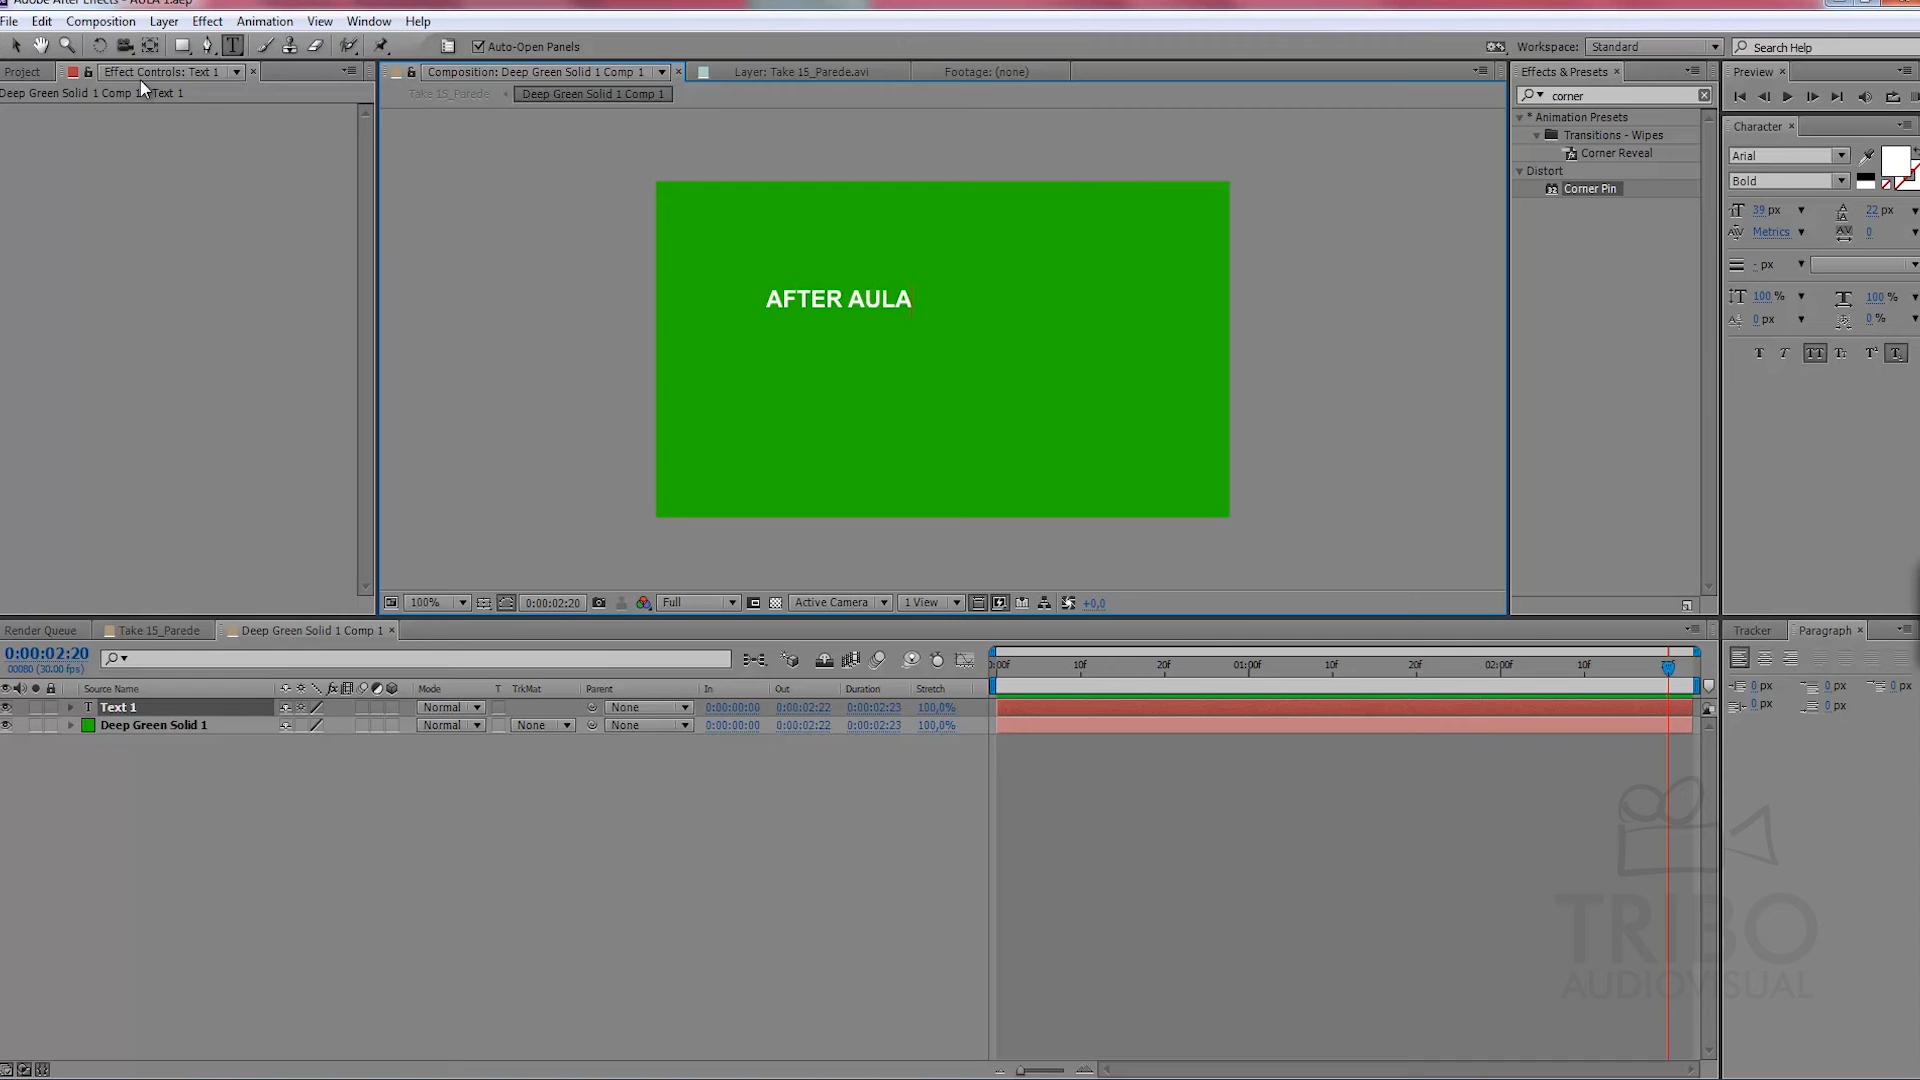 Adobe After Effects - AULA 1.aep
File Edit Composition Layer Effect Animation View Window Help
Auto-Open Panels
Workspace: Standard
Search Help
Project
Effect Controls: Text 1
Composition: Deep Green Solid 1 Comp 1
Layer: Take 15_Parede.avi
Footage: (none)
Effects & Presets
Preview
Deep Green Solid 1 Comp 1 Text 1
Take 15_Parede
Deep Green Solid 1 Comp 1
corner
* Animation Presets
Transitions - Wipes
Corner Reveal
Distort
Corner Pin
Character
Arial
Bold
39 px
22 px
Metrics
0
- px
100 %
100 %
0 px
0 %
AFTER AULA
100%
0:00:02:20
Full
Active Camera
1 View
+0,0
Render Queue
Take 15_Parede
Deep Green Solid 1 Comp 1
Tracker
Paragraph
0:00:02:20
00080 (30.00 fps)
0 px 0 px 0 px
0 px 0 px
Source Name Mode T TrkMat Parent In Out Duration Stretch
0:00f 10f 20f 01:00f 10f 20f 02:00f 10f
T Text 1 Normal None 0:00:00:00 0:00:02:22 0:00:02:23 100,0%
Deep Green Solid 1 Normal None None 0:00:00:00 0:00:02:22 0:00:02:23 100,0%
TRIBO
AUDIOVISUAL